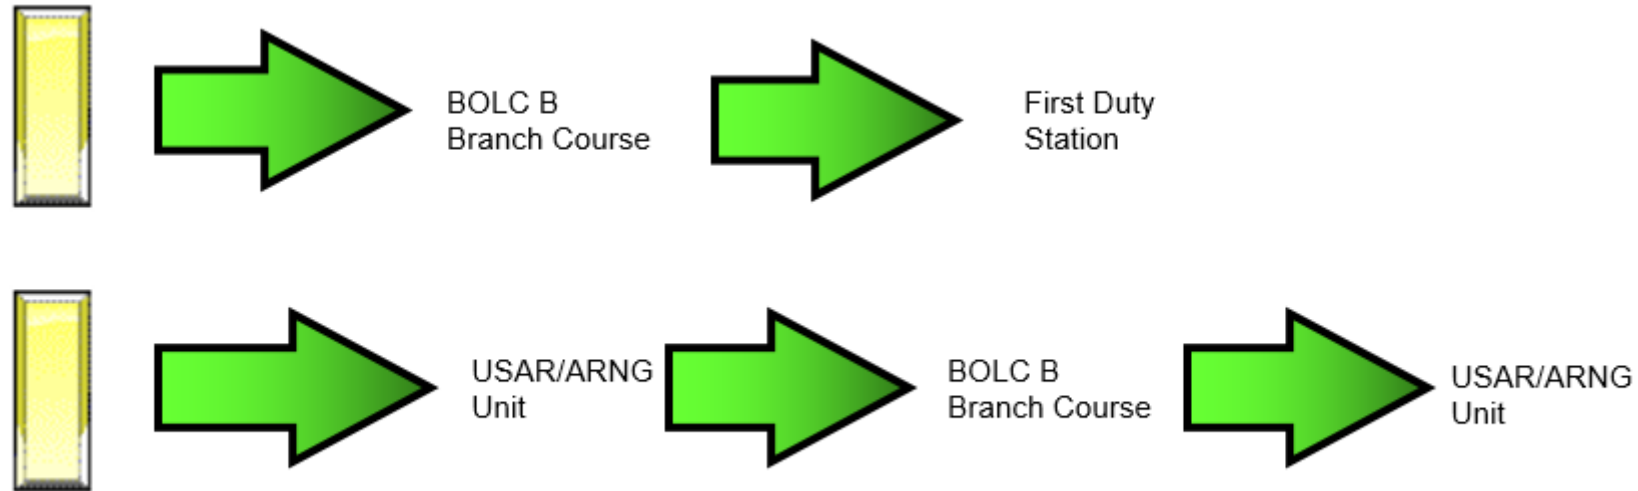 BOLC B
Branch Course
First Duty
Station
USAR/ARNG
Unit
BOLC B
Branch Course
USAR/ARNG
Unit